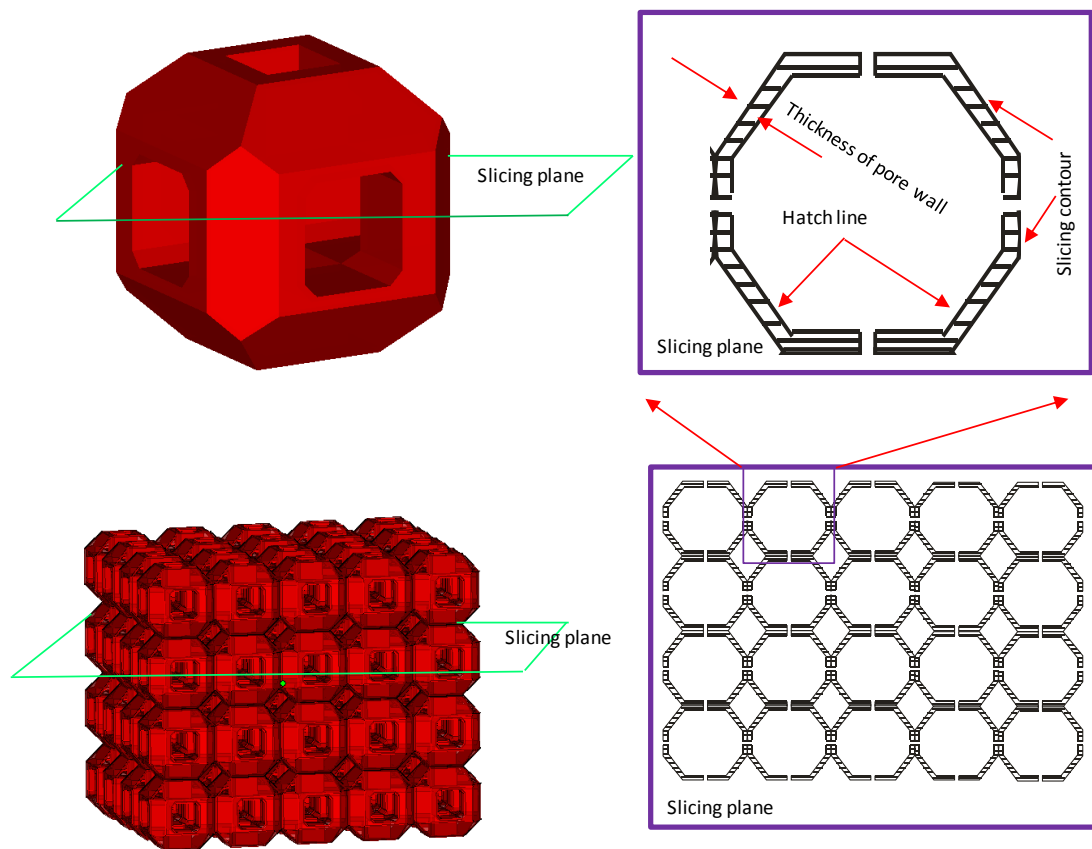 Slicing plane
Thickness of pore wall
Hatch line
Slicing contour
Slicing plane
Slicing plane
Slicing plane